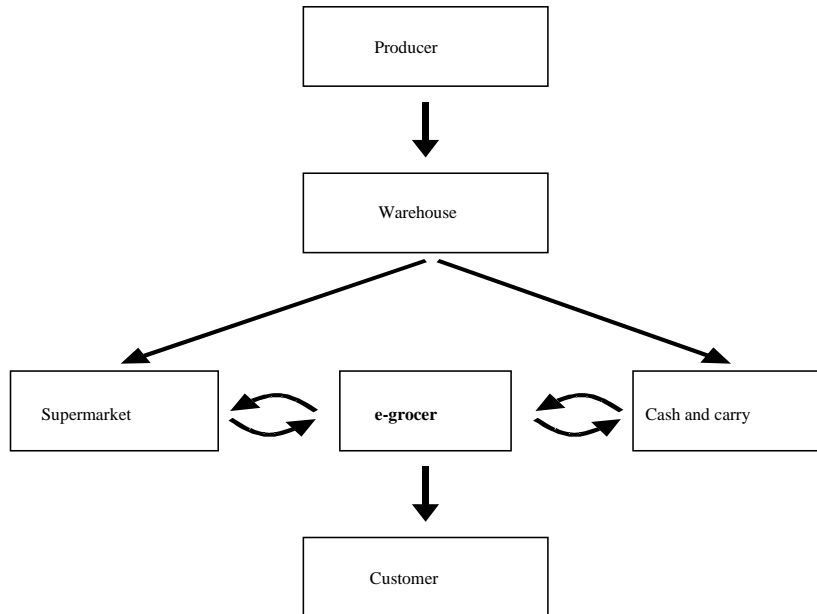 Producer
Warehouse
Supermarket
e-grocer
Cash and carry
Customer